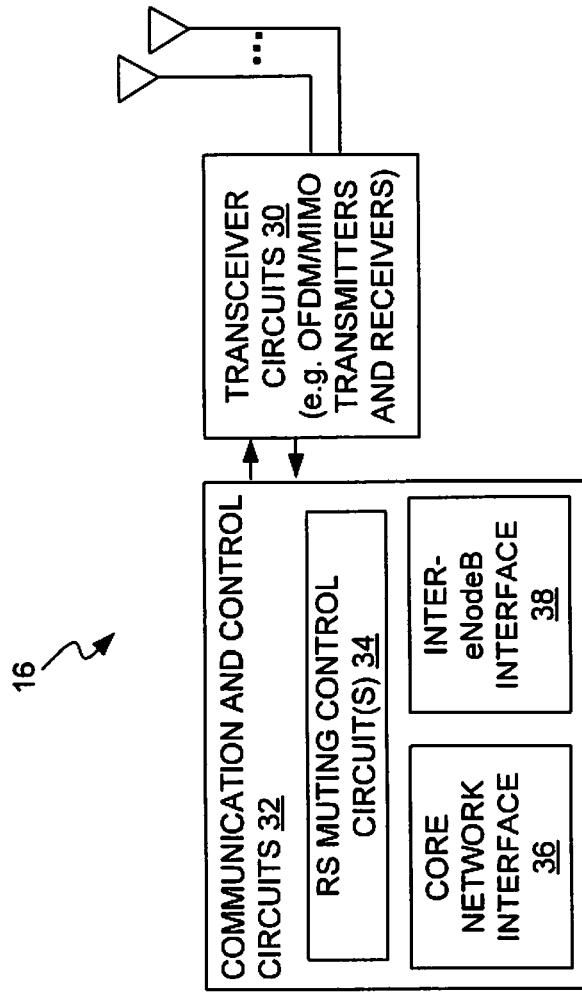 16
COMMUNICATION AND CONTROL
CIRCUITS 32
RS MUTING CONTROL
CIRCUIT(S) 34
CORE
NETWORK
INTERFACE
36
INTER-
eNodeB
INTERFACE
38
TRANSCEIVER
CIRCUITS 30
(e.g. OFDM/MIMO
TRANSMITTERS
AND RECEIVERS)